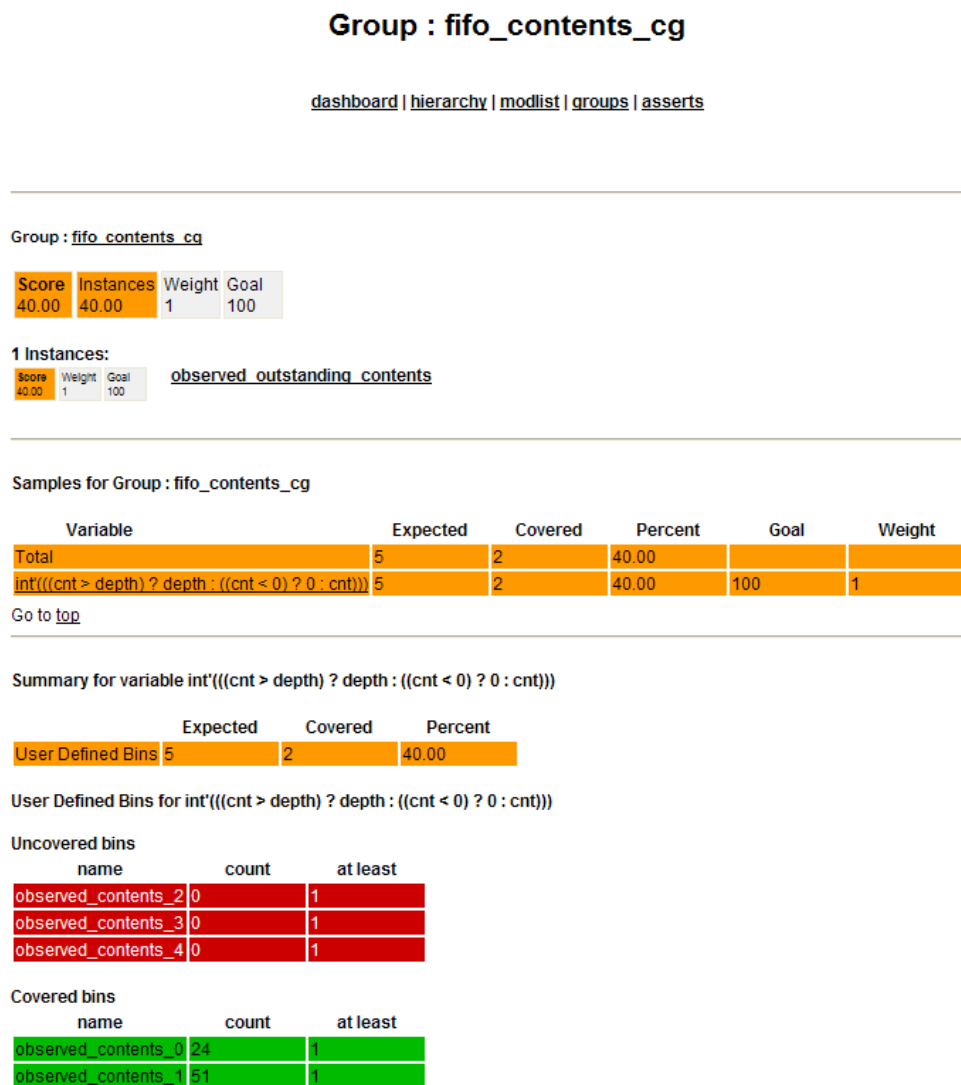 Group : fifo_contents_cg
dashboard | hierarchy | modlist | groups | asserts
Group : fifo_contents_cg
Score Instances Weight Goal
40.00 40.00 1 100
1 Instances:
Score Weight Goal observed_outstanding_contents
40.00 1 100
Samples for Group : fifo_contents_cg
Variable Expected Covered Percent Goal Weight
Total 5 2 40.00
int'(((cnt > depth) ? depth : ((cnt < 0) ? 0 : cnt))) 5 2 40.00 100 1
Go to top
Summary for variable int'(((cnt > depth) ? depth : ((cnt < 0) ? 0 : cnt)))
Expected Covered Percent
User Defined Bins 5 2 40.00
User Defined Bins for int'(((cnt > depth) ? depth : ((cnt < 0) ? 0 : cnt)))
Uncovered bins
name count at least
observed_contents_2 0 1
observed_contents_3 0 1
observed_contents_4 0 1
Covered bins
name count at least
observed_contents_0 24 1
observed_contents_1 51 1